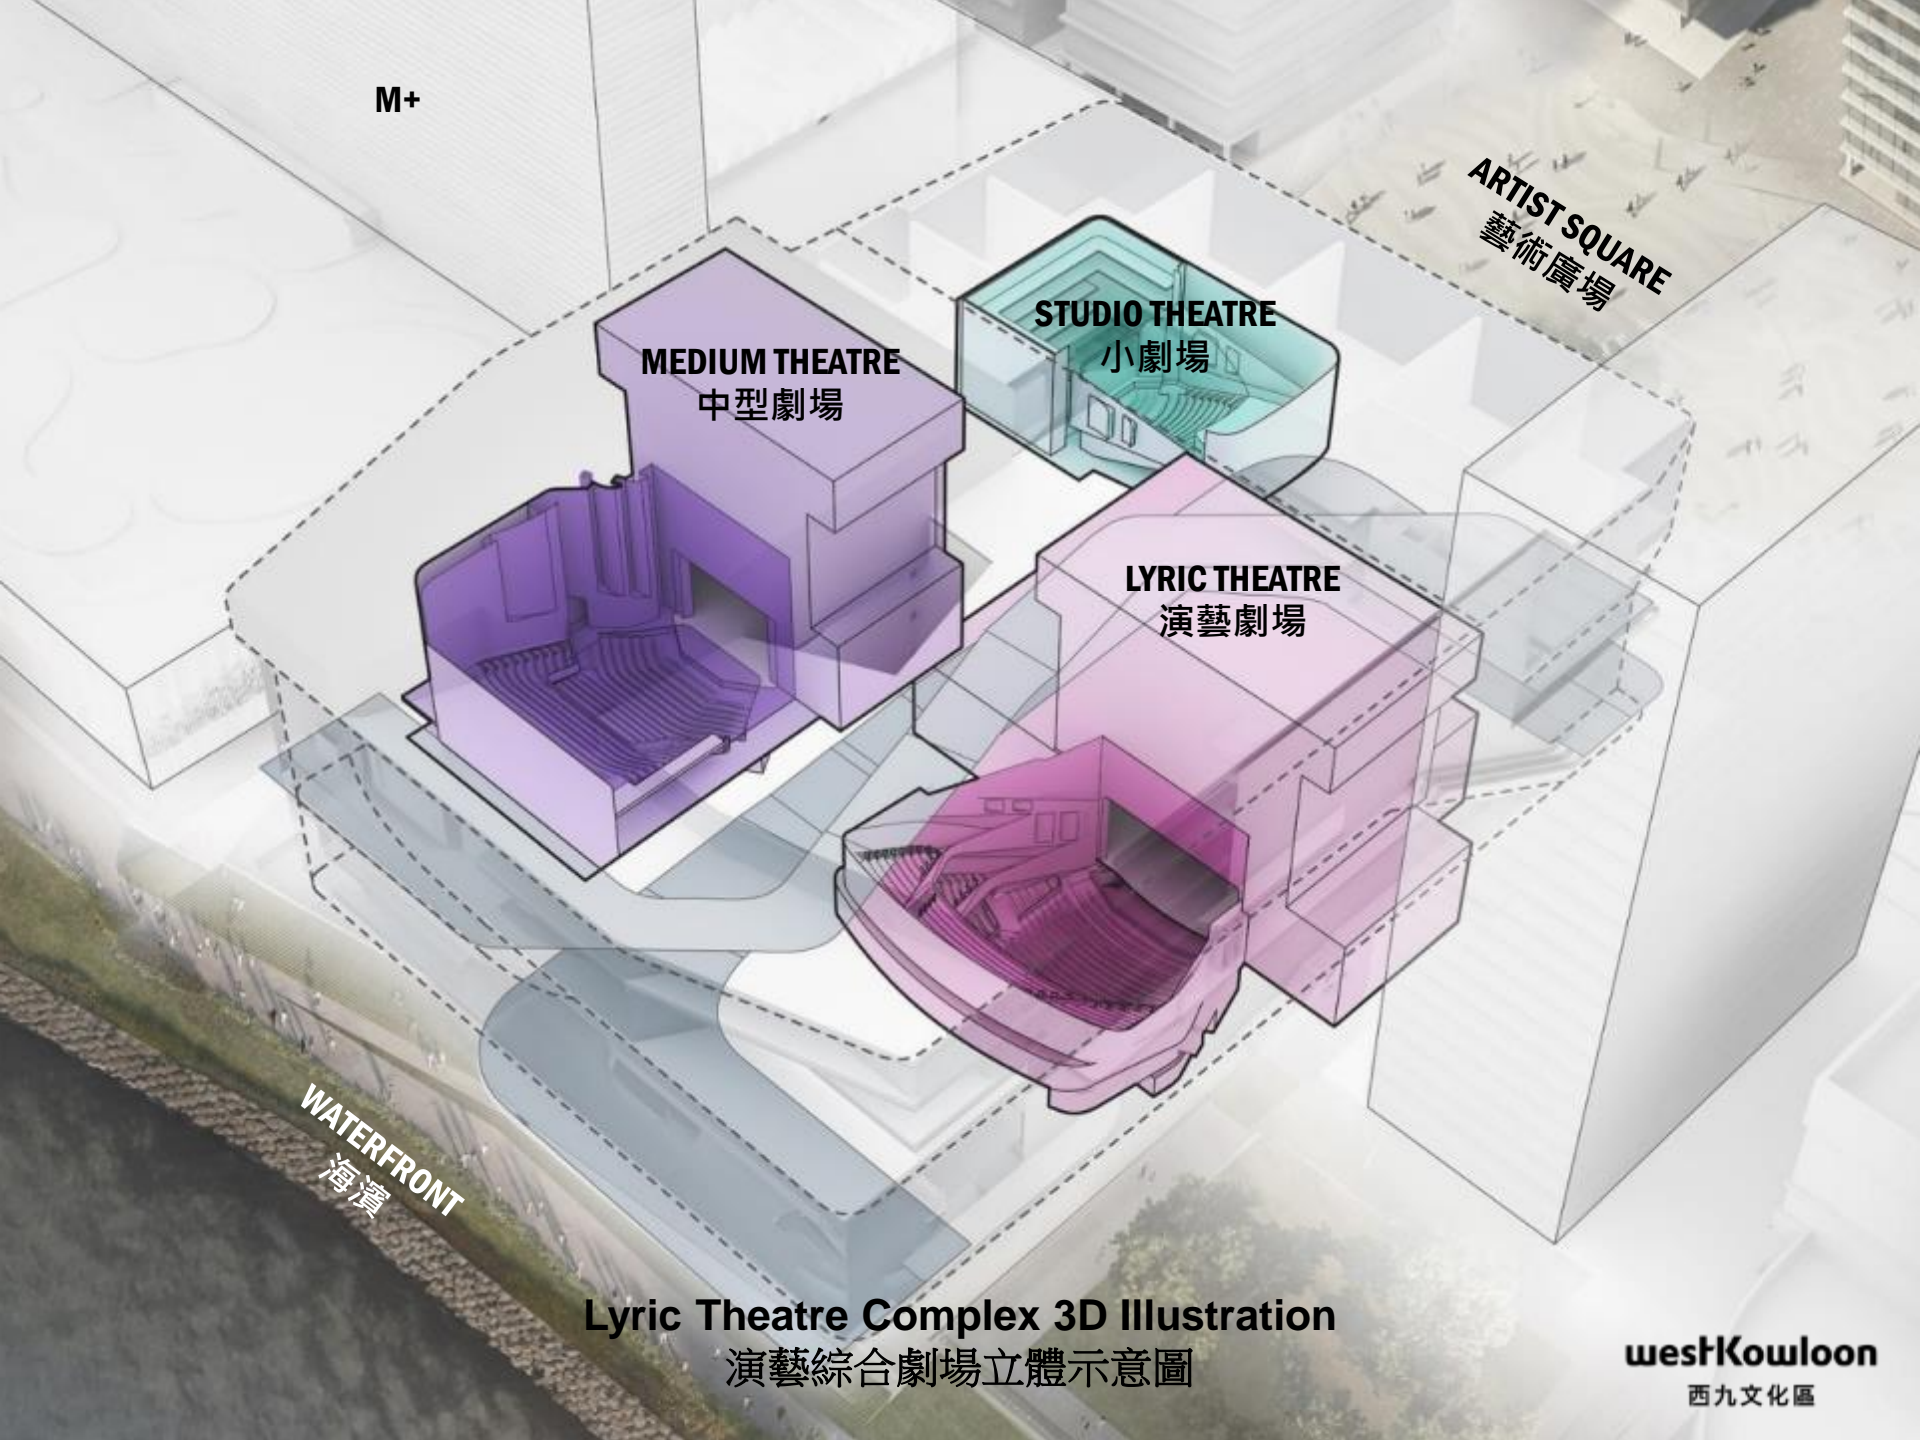 M+
ARTIST SQUARE
藝術廣場
STUDIO THEATRE
小劇場
MEDIUM THEATRE
中型劇場
LYRIC THEATRE
演藝劇場
WATERFRONT
海濱
Lyric Theatre Complex 3D Illustration
演藝綜合劇場立體示意圖
westKowloon
西九文化區